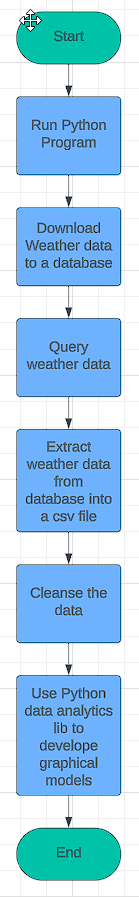 Start
Run Python
Program
Download
Weather data
to a database
Query
weather data
Extract
weather data
from
database into
a csv file
Cleanse the
data
Use Python
data analytics
lib to
develope
graphical
models
End